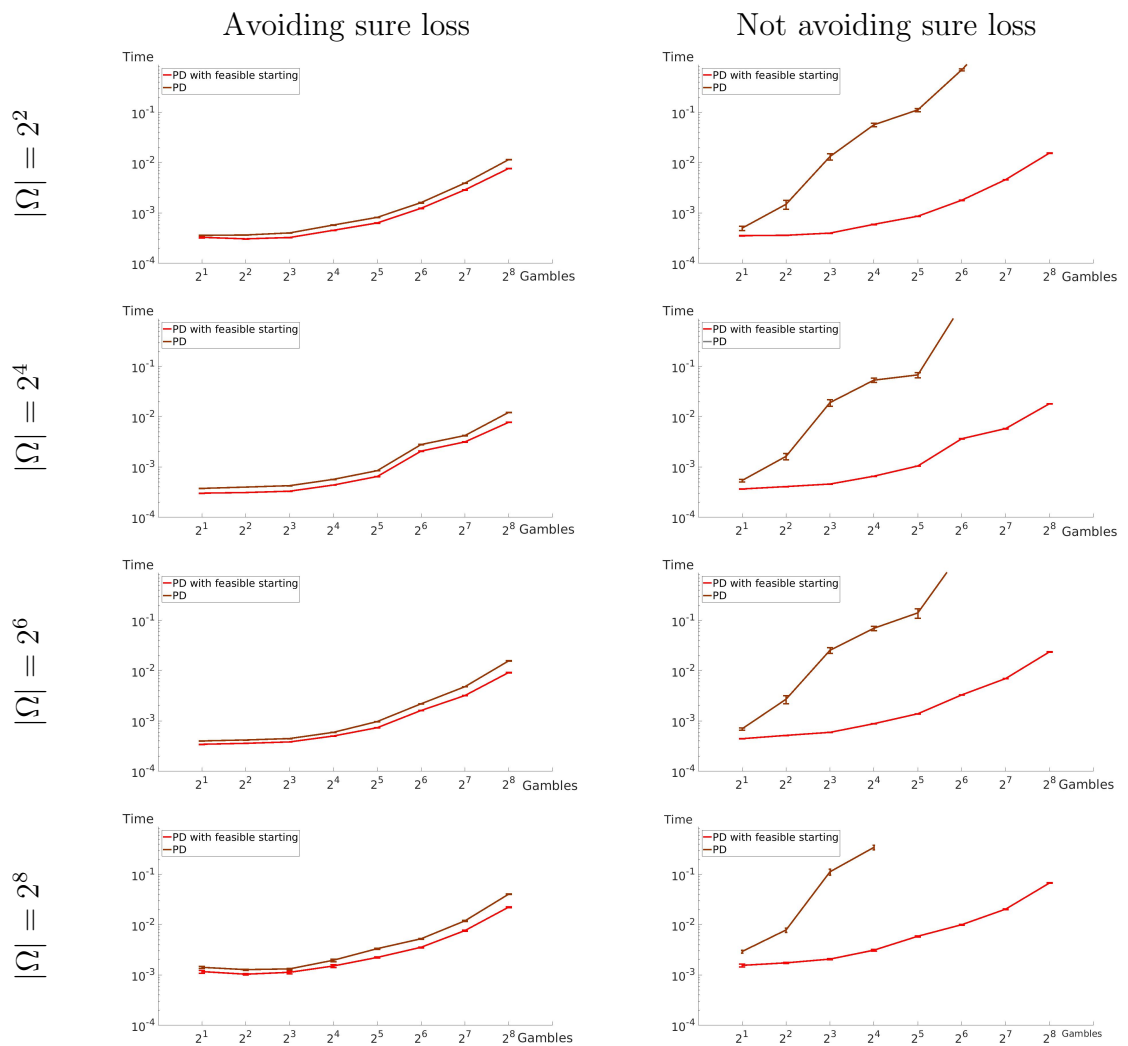 Avoiding sure loss
Not avoiding sure loss
|Ω| = 2^2
Time
PD with feasible starting
PD
10^-1
10^-2
10^-3
10^-4
2^1 2^2 2^3 2^4 2^5 2^6 2^7 2^8 Gambles
Time
PD with feasible starting
PD
10^-1
10^-2
10^-3
10^-4
2^1 2^2 2^3 2^4 2^5 2^6 2^7 2^8 Gambles
|Ω| = 2^4
Time
PD with feasible starting
PD
10^-1
10^-2
10^-3
10^-4
2^1 2^2 2^3 2^4 2^5 2^6 2^7 2^8 Gambles
Time
PD with feasible starting
PD
10^-1
10^-2
10^-3
10^-4
2^1 2^2 2^3 2^4 2^5 2^6 2^7 2^8 Gambles
|Ω| = 2^6
Time
PD with feasible starting
PD
10^-1
10^-2
10^-3
10^-4
2^1 2^2 2^3 2^4 2^5 2^6 2^7 2^8 Gambles
Time
PD with feasible starting
PD
10^-1
10^-2
10^-3
10^-4
2^1 2^2 2^3 2^4 2^5 2^6 2^7 2^8 Gambles
|Ω| = 2^8
Time
PD with feasible starting
PD
10^-1
10^-2
10^-3
10^-4
2^1 2^2 2^3 2^4 2^5 2^6 2^7 2^8 Gambles
Time
PD with feasible starting
PD
10^-1
10^-2
10^-3
10^-4
2^1 2^2 2^3 2^4 2^5 2^6 2^7 2^8 Gambles